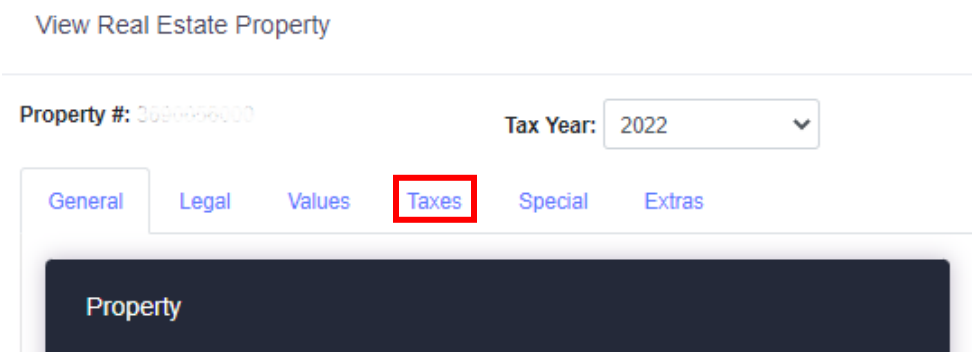 View Real Estate Property
Property #:
Tax Year: 2022
General Legal Values Taxes Special Extras
Property